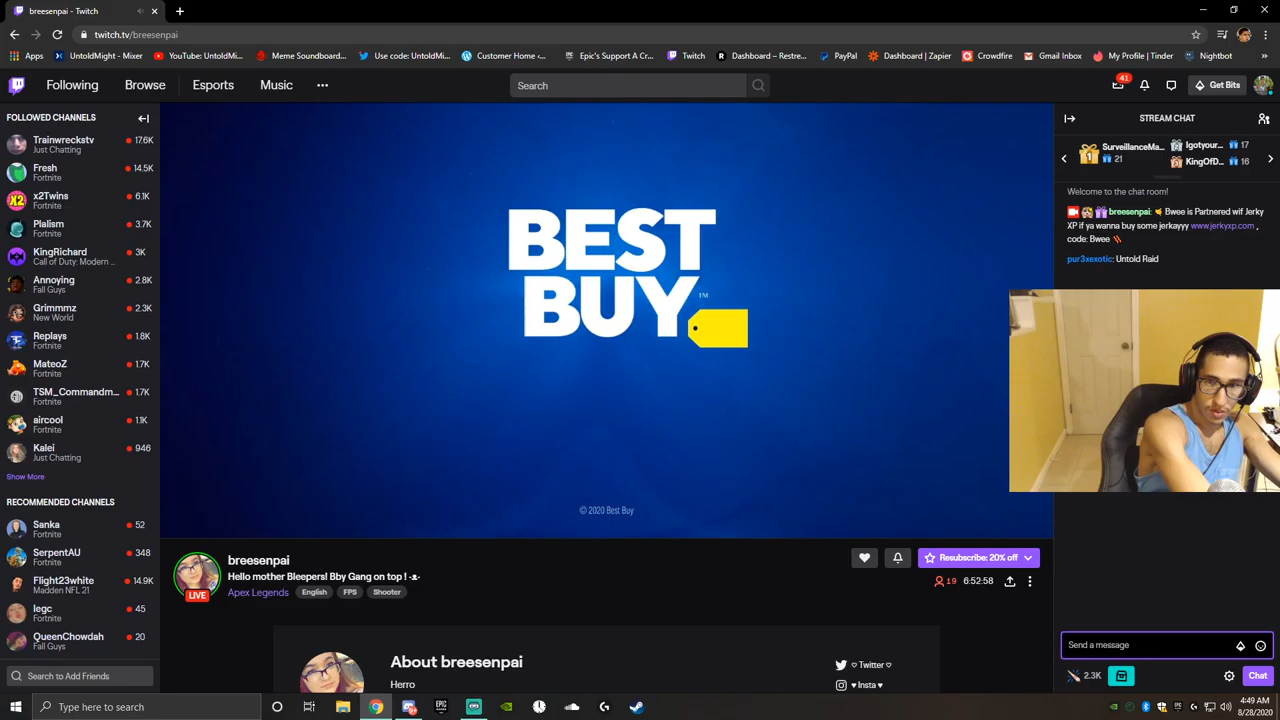 breesenpai - Twitch
twitch.tv/breesenpai
Apps
UntoldMight - Mixer
YouTube: UntoldMi...
Meme Soundboard...
Use code: UntoldMi...
Customer Home -...
Epic's Support A Cr...
Twitch
Dashboard – Restre...
PayPal
Dashboard | Zapier
Crowdfire
Gmail Inbox
My Profile | Tinder
Nightbot
Following
Browse
Esports
Music
Search
41
Get Bits
FOLLOWED CHANNELS
Trainwreckstv
17.6K
Just Chatting
Fresh
14.5K
Fortnite
x2Twins
6.1K
Fortnite
Plalism
3.7K
Fortnite
KingRichard
3K
Call of Duty: Modern ...
Annoying
2.8K
Fall Guys
Grimmmz
2.3K
New World
Replays
1.8K
Fortnite
MateoZ
1.7K
Fortnite
TSM_Commandm...
1.7K
Fortnite
aircool
1.1K
Fortnite
Kalei
946
Just Chatting
Show More
RECOMMENDED CHANNELS
Sanka
52
Fortnite
SerpentAU
348
Fortnite
Flight23white
14.9K
Madden NFL 21
legc
45
Fortnite
QueenChowdah
20
Fall Guys
Search to Add Friends
BEST
BUY™
© 2020 Best Buy
breesenpai
Hello mother Bleepers! Bby Gang on top ! ·ᴥ·
Apex Legends
English
FPS
Shooter
LIVE
Resubscribe: 20% off
19
6:52:58
About breesenpai
Herro
♡ Twitter ♡
♥ Insta ♥
STREAM CHAT
1
SurveillanceMa...
21
Igotyour...
17
KingOfD...
16
Welcome to the chat room!
breesenpai: Bwee is Partnered wif Jerky
XP if ya wanna buy some jerkayyy www.jerkyxp.com ,
code: Bwee
pur3xexotic: Untold Raid
Send a message
2.3K
Chat
Type here to search
4:49 AM
8/28/2020